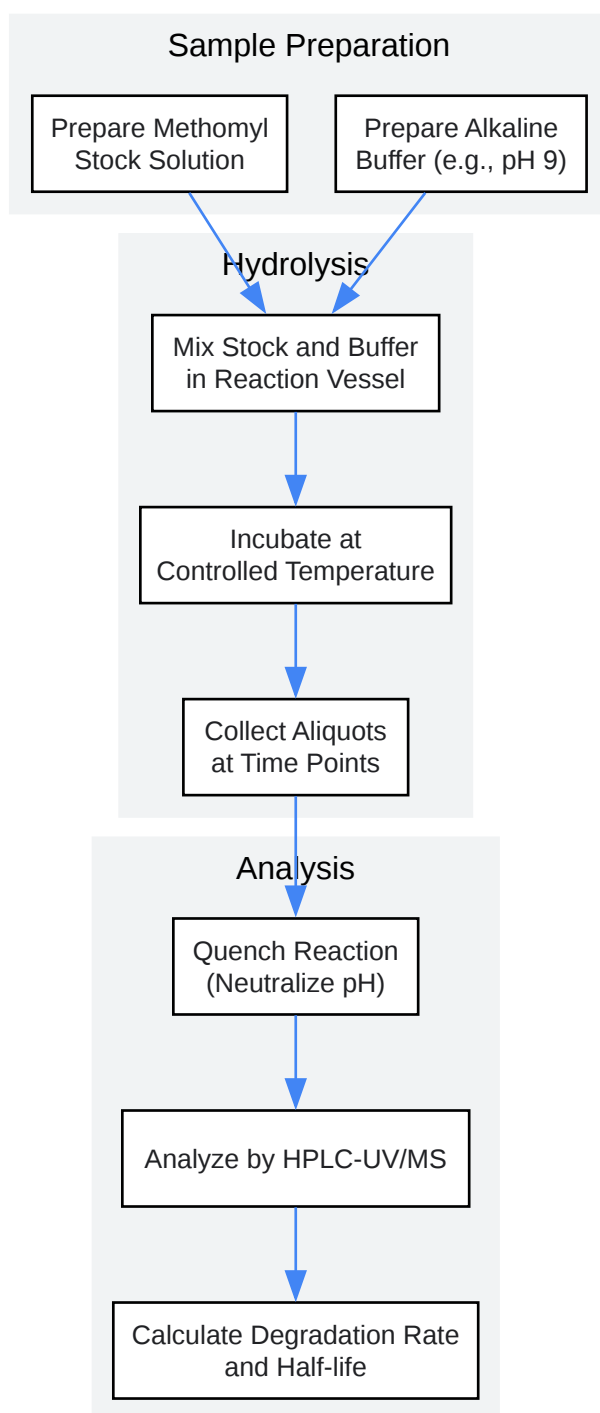 Sample Preparation
Prepare Methomyl
Stock Solution
Prepare Alkaline
Buffer (e.g., pH 9)
Hydrolysis
Mix Stock and Buffer
in Reaction Vessel
Incubate at
Controlled Temperature
Collect Aliquots
at Time Points
Analysis
Quench Reaction
(Neutralize pH)
Analyze by HPLC-UV/MS
Calculate Degradation Rate
and Half-life